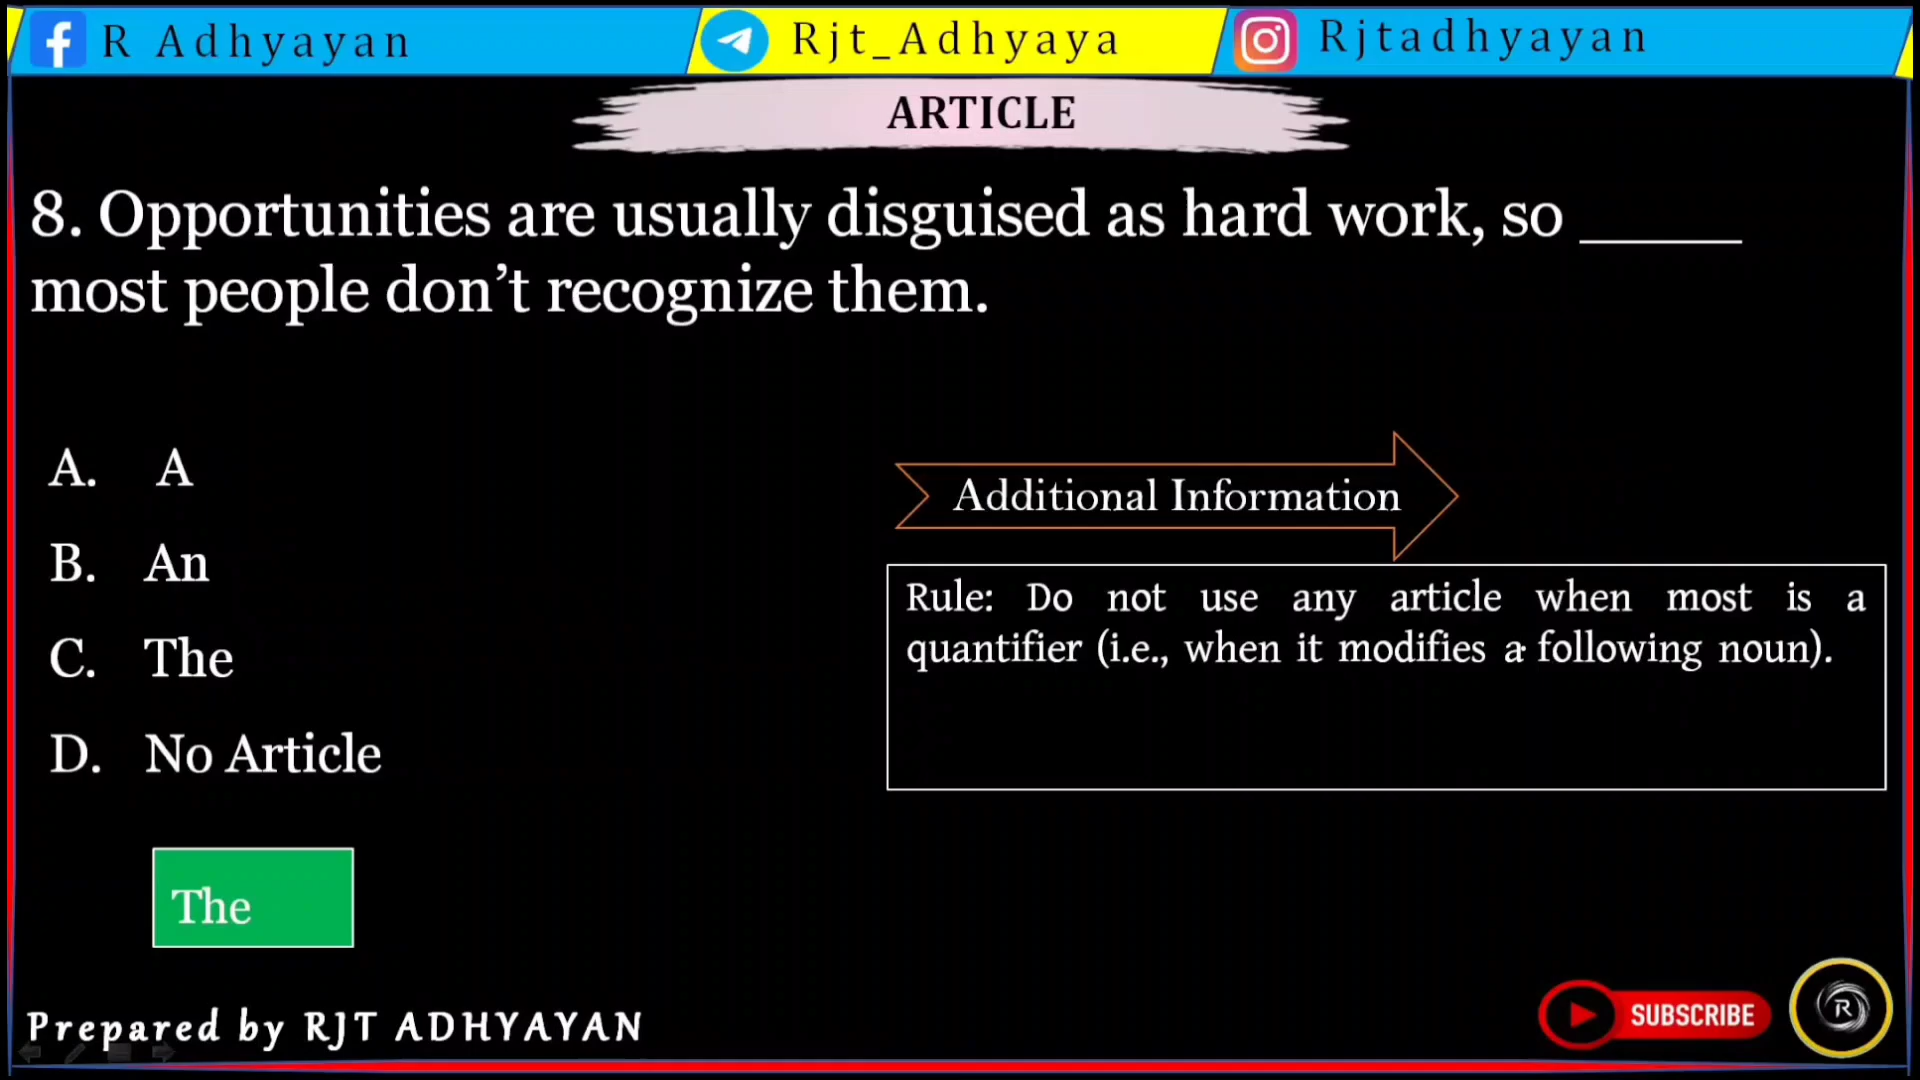 R Adhyayan
Rjt_Adhyaya
Rjtadhyayan
ARTICLE
8. Opportunities are usually disguised as hard work, so _____
most people don’t recognize them.
A. A
B. An
C. The
D. No Article
Additional Information
Rule: Do not use any article when most is a
quantifier (i.e., when it modifies a following noun).
The
Prepared by RJT ADHYAYAN
SUBSCRIBE
R